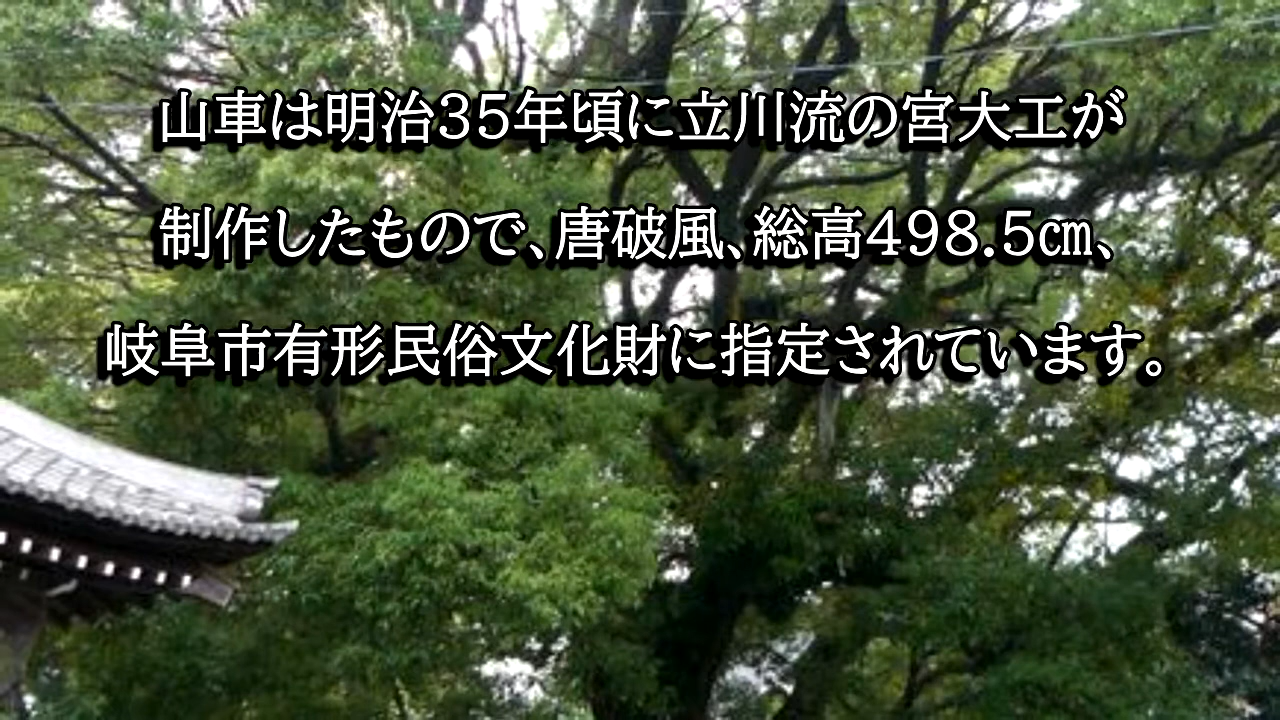 山車は明治35年頃に立川流の宮大工が
制作したもので、唐破風、総高498.5㎝、
岐阜市有形民俗文化財に指定されています。